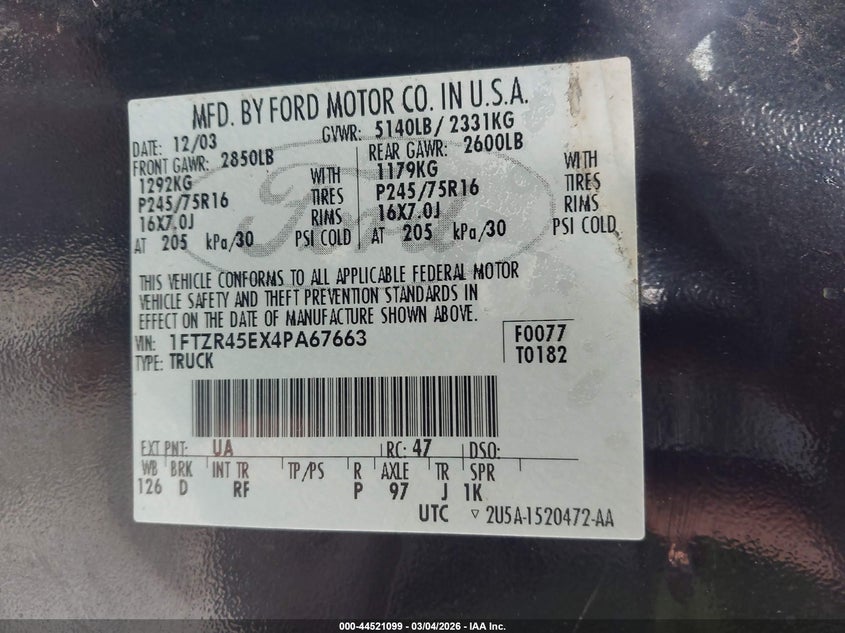 MFD. BY FORD MOTOR CO. IN U.S.A.
DATE: 12/03 GVWR: 5140LB/ 2331KG
FRONT GAWR: 2850LB REAR GAWR: 2600LB
1292KG WITH 1179KG WITH
P245/75R16 TIRES P245/75R16 TIRES
16X7.0J RIMS 16X7.0J RIMS
AT 205 kPa/30 PSI COLD AT 205 kPa/30 PSI COLD
Ford
THIS VEHICLE CONFORMS TO ALL APPLICABLE FEDERAL MOTOR
VEHICLE SAFETY AND THEFT PREVENTION STANDARDS IN
EFFECT ON THE DATE OF MANUFACTURE SHOWN ABOVE.
VIN: 1FTZR45EX4PA67663 F0077
TYPE: TRUCK T0182
EXT PNT: UA RC: 47 DSO:
WB BRK INT TR TP/PS R AXLE TR SPR
126 D RF P 97 J 1K
UTC ▽ 2U5A-1520472-AA
000-44521099 - 03/04/2026 - IAA Inc.